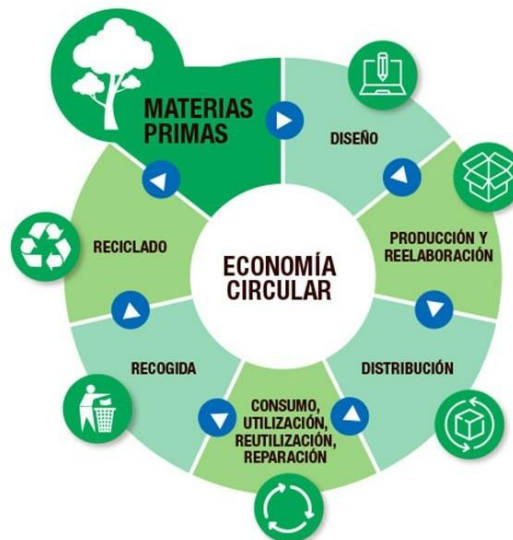 MATERIAS
PRIMAS
DISEÑO
PRODUCCIÓN Y
REELABORACIÓN
DISTRIBUCIÓN
CONSUMO,
UTILIZACIÓN,
REUTILIZACIÓN,
REPARACIÓN
RECOGIDA
RECICLADO
ECONOMÍA
CIRCULAR